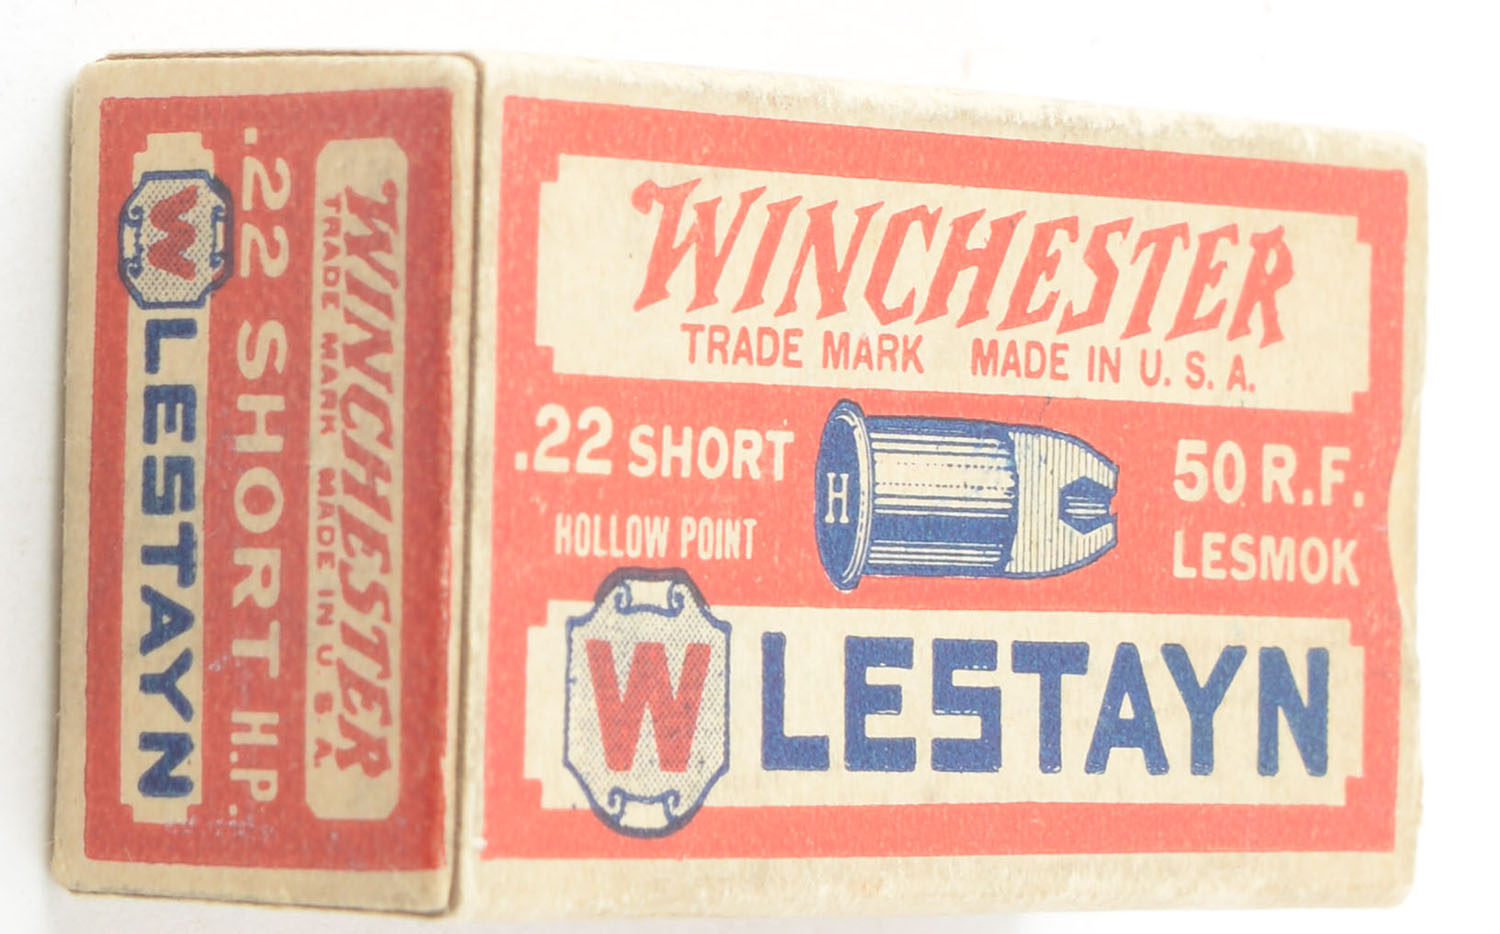 WINCHESTER
TRADE MARK MADE IN U.S.A.
.22 SHORT H.P.
W LESTAYN
WINCHESTER
TRADE MARK MADE IN U. S. A.
.22 SHORT
HOLLOW POINT
H
50 R.F.
LESMOK
W LESTAYN